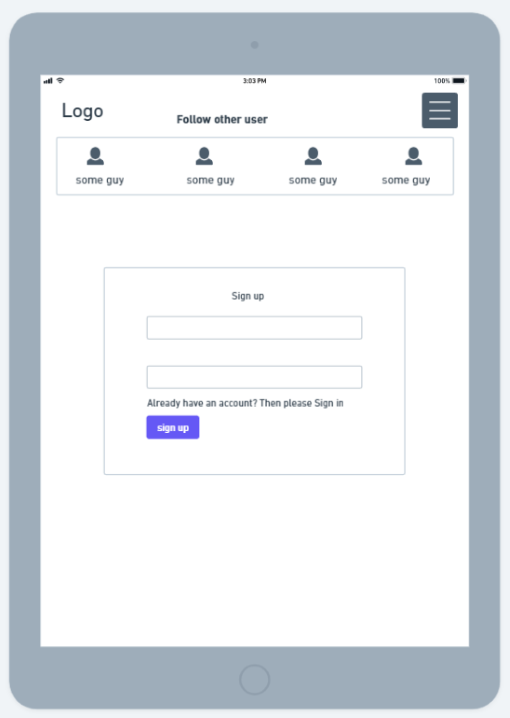 3:03 PM 100%
Logo
Follow other user
some guy some guy some guy some guy
Sign up
Already have an account? Then please Sign in
sign up